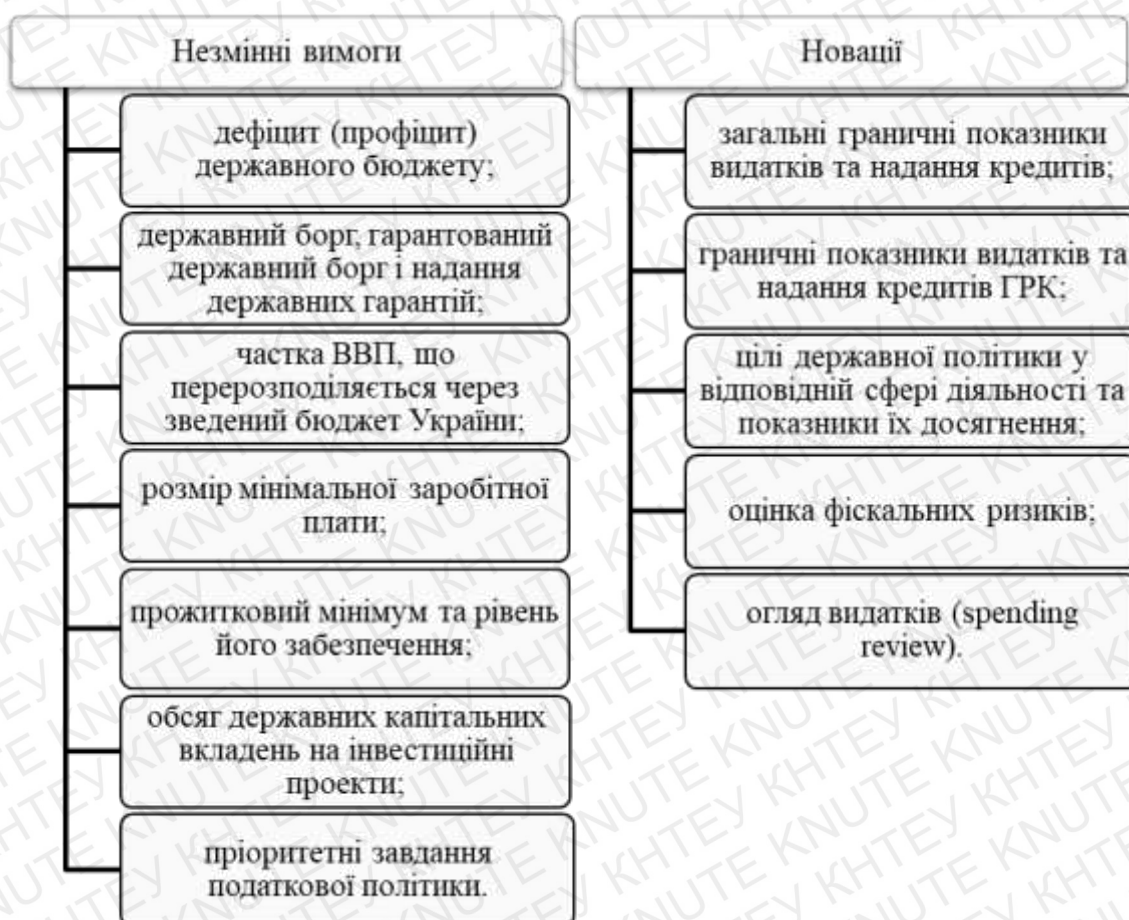 Незмінні вимоги
дефіцит (профіцит)
державного бюджету;
державний борг, гарантований
державний борг і надання
державних гарантій;
частка ВВП, що
перерозподіляється через
зведений бюджет України;
розмір мінімальної заробітної
плати;
прожитковий мінімум та рівень
його забезпечення;
обсяг державних капітальних
вкладень на інвестиційні
проекти;
пріоритетні завдання
податкової політики.
Новації
загальні граничні показники
видатків та надання кредитів;
граничні показники видатків та
надання кредитів ГРК;
цілі державної політики у
відповідній сфері діяльності та
показники їх досягнення;
оцінка фіскальних ризиків;
огляд видатків (spending
review).